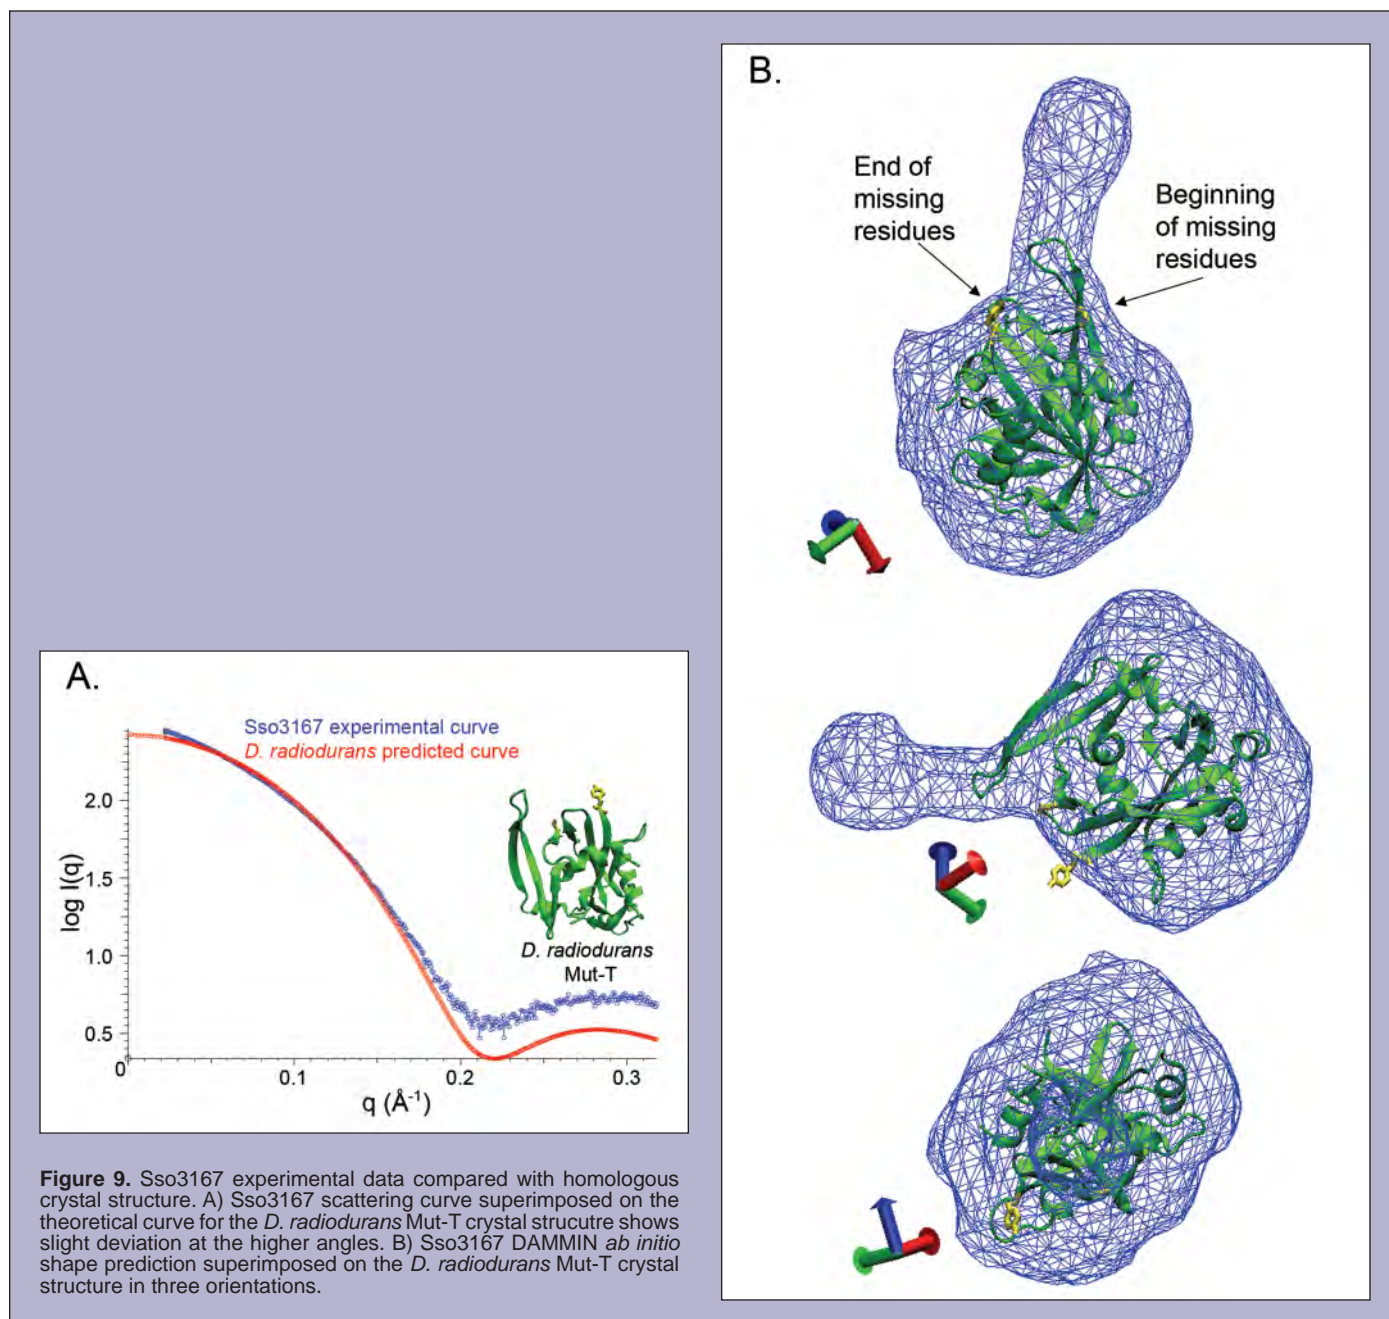 A.
Sso3167 experimental curve
D. radiodurans predicted curve
2.0
1.5
1.0
0.5
0
0.1
0.2
0.3
log I(q)
q (Å-1)
D. radiodurans
Mut-T
Figure 9. Sso3167 experimental data compared with homologous
crystal structure. A) Sso3167 scattering curve superimposed on the
theoretical curve for the D. radiodurans Mut-T crystal strucutre shows
slight deviation at the higher angles. B) Sso3167 DAMMIN ab initio
shape prediction superimposed on the D. radiodurans Mut-T crystal
structure in three orientations.
B.
End of
missing
residues
Beginning
of missing
residues